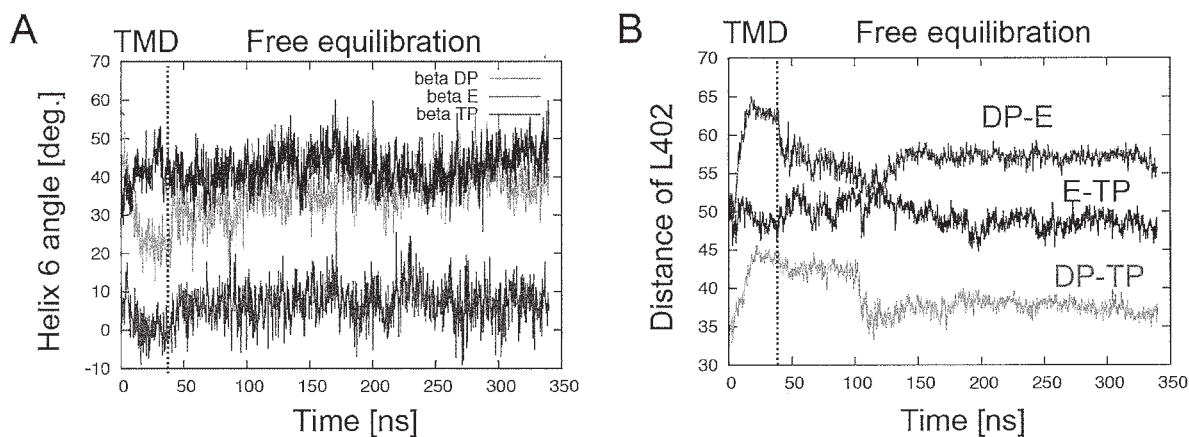 A
TMD Free equilibration
Helix 6 angle [deg.]
70
60
50
40
30
20
10
0
-10
beta DP
beta E
beta TP
0 50 100 150 200 250 300 350
Time [ns]
B
TMD Free equilibration
Distance of L402
70
65
60
55
50
45
40
35
30
DP-E
E-TP
DP-TP
0 50 100 150 200 250 300 350
Time [ns]